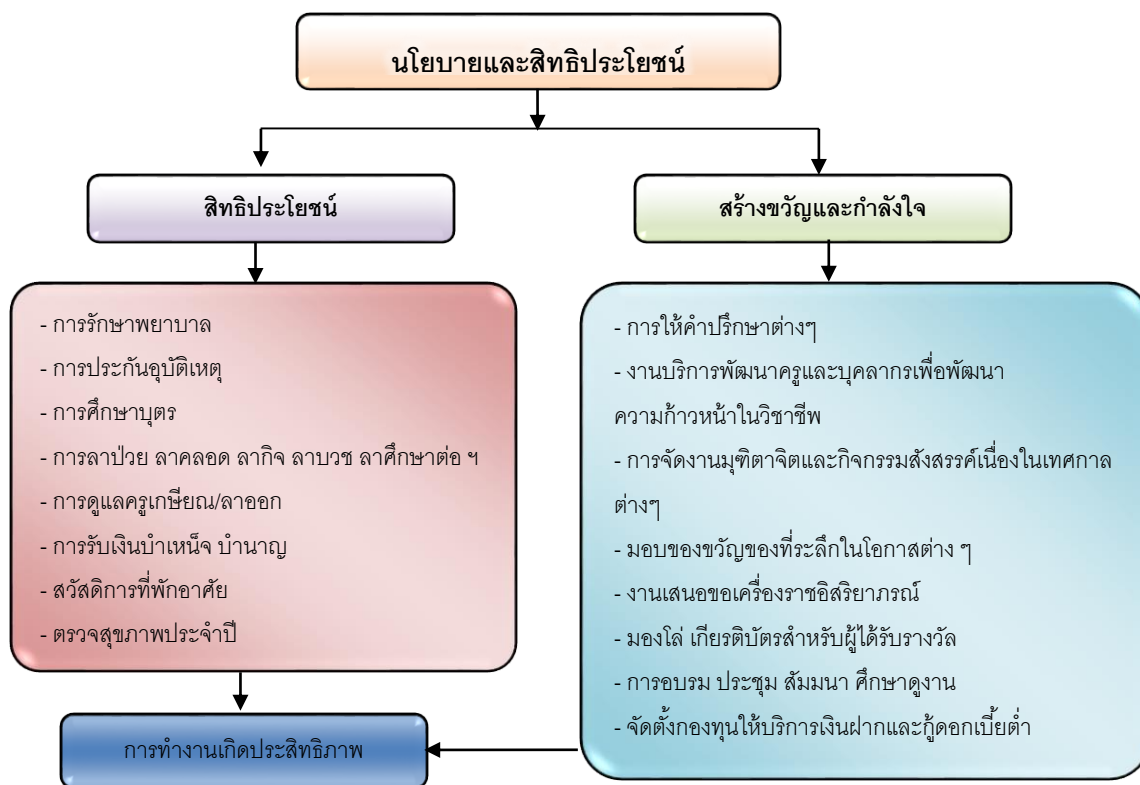 นโยบายและสิทธิประโยชน์
สิทธิประโยชน์
สร้างขวัญและกำลังใจ
- การรักษาพยาบาล
- การประกันอุบัติเหตุ
- การศึกษาบุตร
- การลาป่วย ลาคลอด ลากิจ ลาบวช ลาศึกษาต่อ ฯ
- การดูแลครูเกษียณ/ลาออก
- การรับเงินบำเหน็จ บำนาญ
- สวัสดิการที่พักอาศัย
- ตรวจสุขภาพประจำปี
- การให้คำปรึกษาต่างๆ
- งานบริการพัฒนาครูและบุคลากรเพื่อพัฒนา
ความก้าวหน้าในวิชาชีพ
- การจัดงานมุฑิตาจิตและกิจกรรมสังสรรค์เนื่องในเทศกาล
ต่างๆ
- มอบของขวัญของที่ระลึกในโอกาสต่าง ๆ
- งานเสนอขอเครื่องราชอิสริยาภรณ์
- มองโล่ เกียรติบัตรสำหรับผู้ได้รับรางวัล
- การอบรม ประชุม สัมมนา ศึกษาดูงาน
- จัดตั้งกองทุนให้บริการเงินฝากและกู้ดอกเบี้ยต่ำ
การทำงานเกิดประสิทธิภาพ